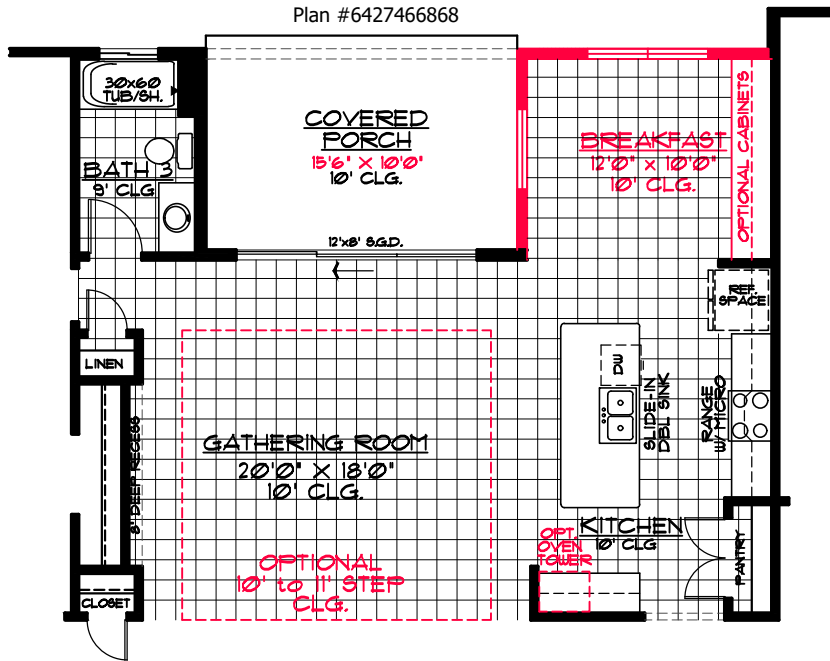 Plan #6427466868
30x60
TUB/SH.
BATH 3
9' CLG
COVERED
PORCH
15'6" X 10'0"
10' CLG.
12'x8' S.G.D.
BREAKFAST
12'0" x 10'0"
10' CLG.
OPTIONAL CABINETS
REF.
SPACE
LINEN
8' DEEP RECESS
GATHERING ROOM
20'0" X 18'0"
10' CLG.
OPTIONAL
10' to 11' STEP
CLG.
DW
SLIDE-IN
DBL SINK
RANGE
W/ MICRO
KITCHEN
10' CLG
OPT.
OVEN
TOWER
PANTRY
CLOSET